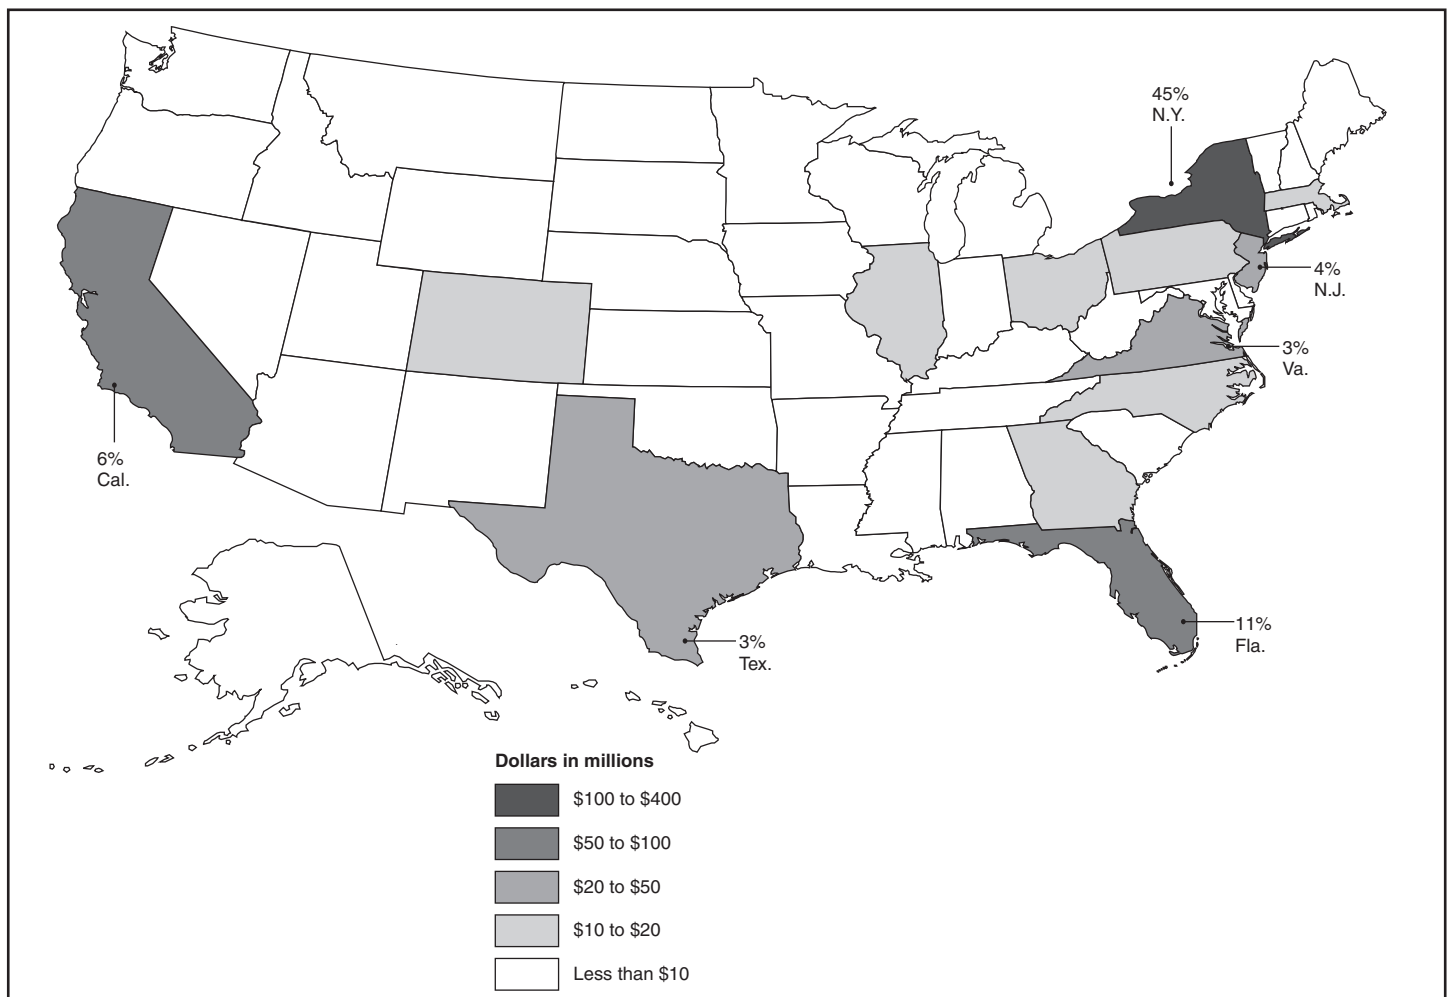 45%
N.Y.
4%
N.J.
3%
Va.
6%
Cal.
11%
Fla.
3%
Tex.
Dollars in millions
$100 to $400
$50 to $100
$20 to $50
$10 to $20
Less than $10